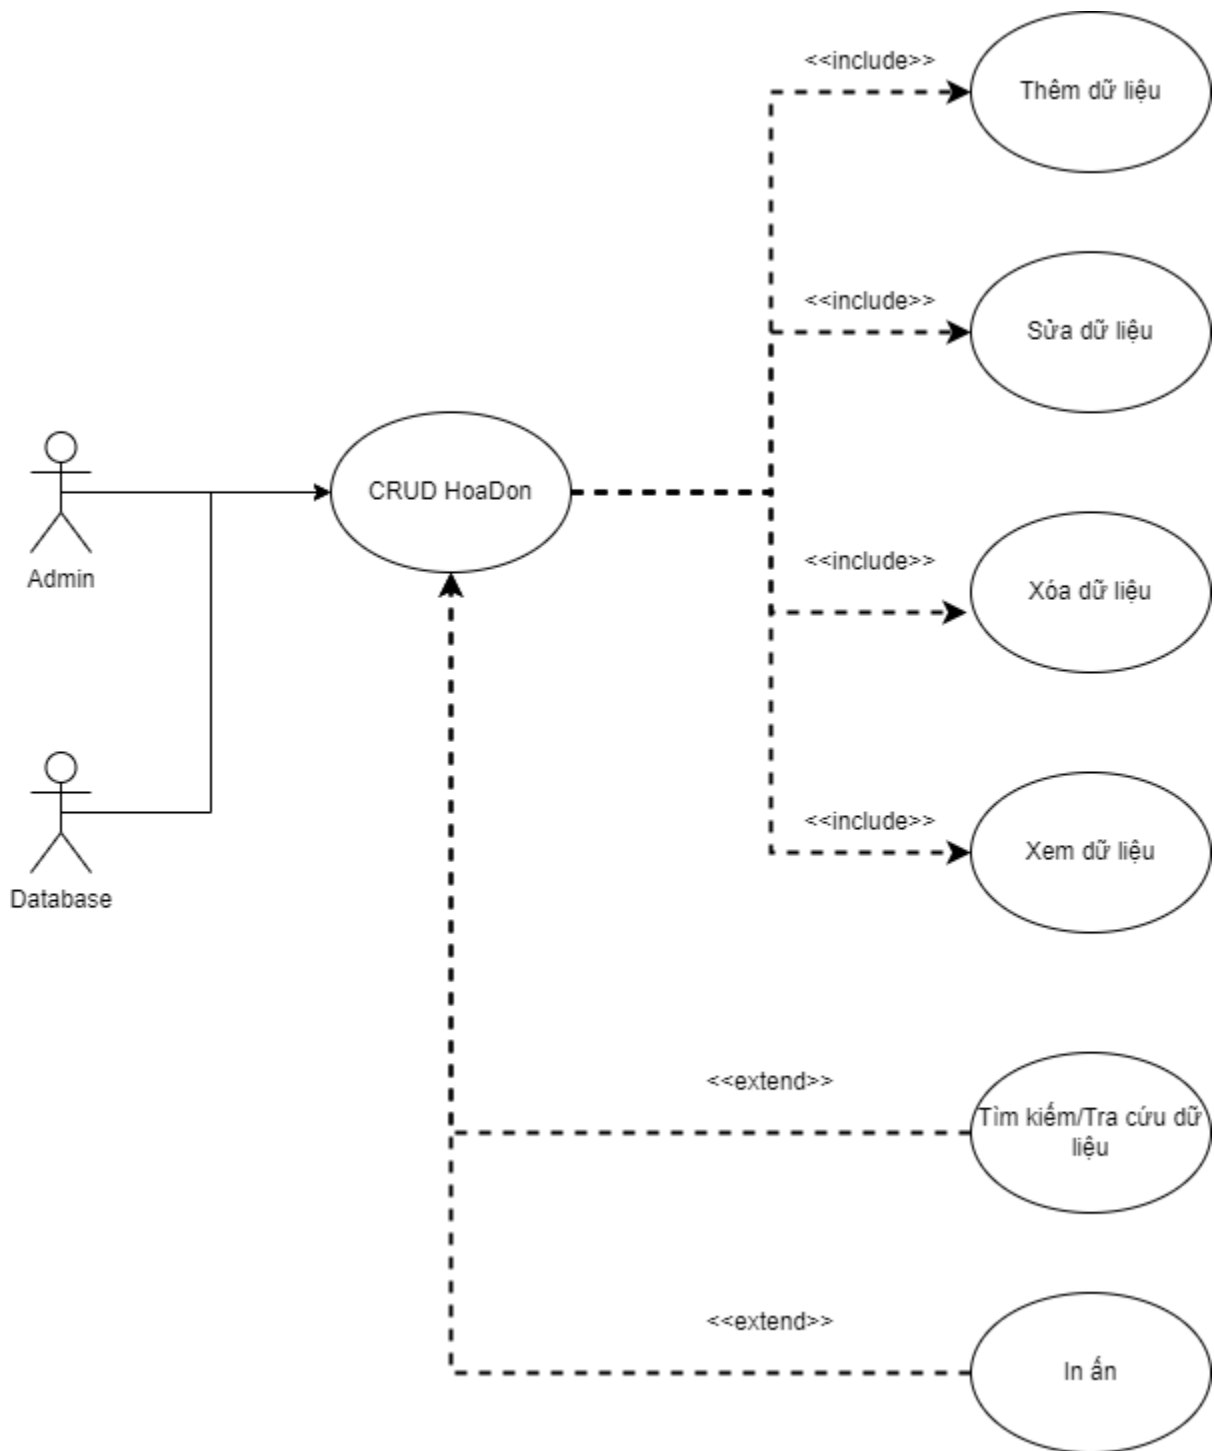 <<include>>
Thêm dữ liệu
<<include>>
Sửa dữ liệu
CRUD HoaDon
Admin
<<include>>
Xóa dữ liệu
<<include>>
Xem dữ liệu
Database
<<extend>>
Tìm kiếm/Tra cứu dữ
liệu
<<extend>>
In ấn